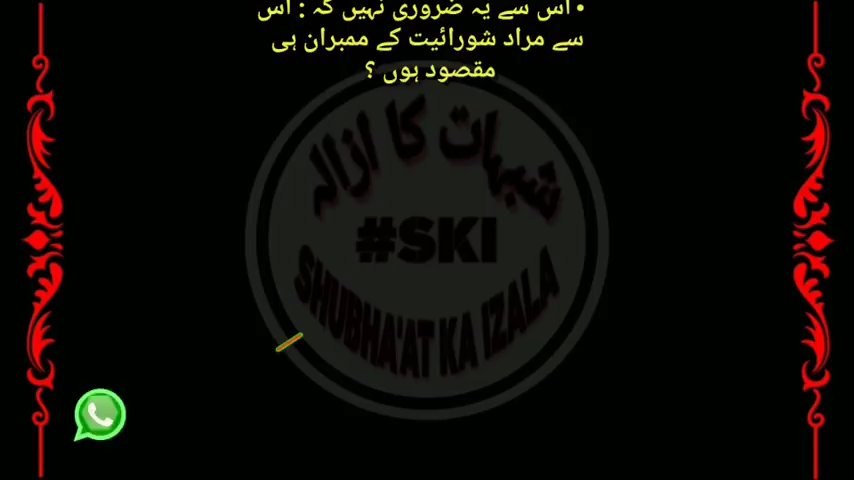 • اس سے یہ ضروری نہیں کہ : اس
سے مراد شورائیت کے ممبران ہی
مقصود ہوں ؟
شبہات کا ازالہ
#SKI
SHUBHA'AT KA IZALA